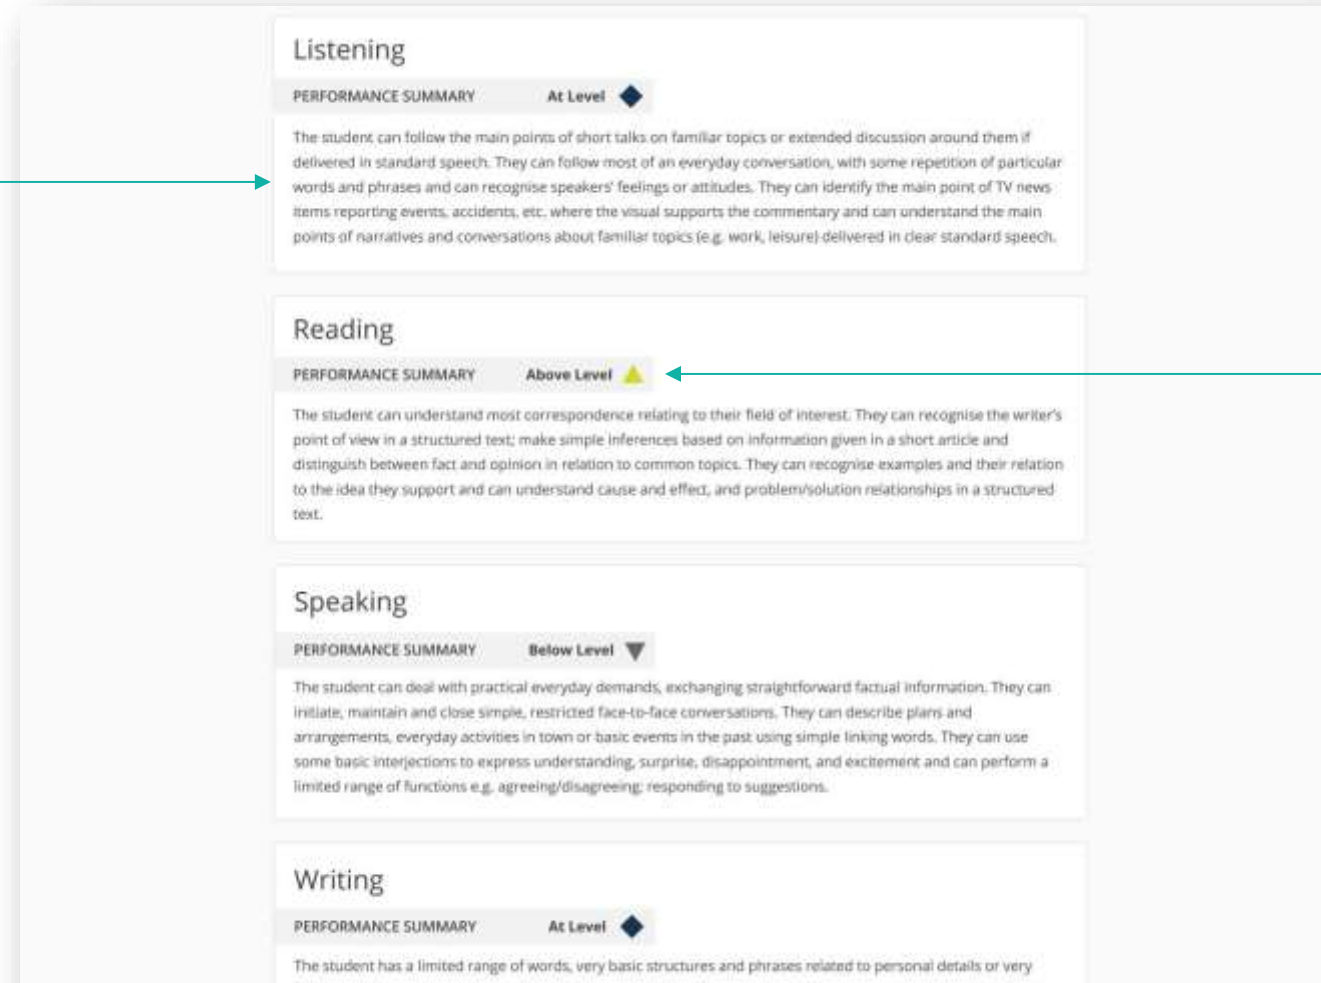 Listening
PERFORMANCE SUMMARY At Level
The student can follow the main points of short talks on familiar topics or extended discussion around them if
delivered in standard speech. They can follow most of an everyday conversation, with some repetition of particular
words and phrases and can recognise speakers' feelings or attitudes. They can identify the main point of TV news
items reporting events, accidents, etc. where the visual supports the commentary and can understand the main
points of narratives and conversations about familiar topics (e.g. work, leisure) delivered in clear standard speech.
Reading
PERFORMANCE SUMMARY Above Level
The student can understand most correspondence relating to their field of interest. They can recognise the writer's
point of view in a structured text; make simple inferences based on information given in a short article and
distinguish between fact and opinion in relation to common topics. They can recognise examples and their relation
to the idea they support and can understand cause and effect, and problem/solution relationships in a structured
text.
Speaking
PERFORMANCE SUMMARY Below Level
The student can deal with practical everyday demands, exchanging straightforward factual information. They can
initiate, maintain and close simple, restricted face-to-face conversations. They can describe plans and
arrangements, everyday activities in town or basic events in the past using simple linking words. They can use
some basic interjections to express understanding, surprise, disappointment, and excitement and can perform a
limited range of functions e.g. agreeing/disagreeing; responding to suggestions.
Writing
PERFORMANCE SUMMARY At Level
The student has a limited range of words, very basic structures and phrases related to personal details or very